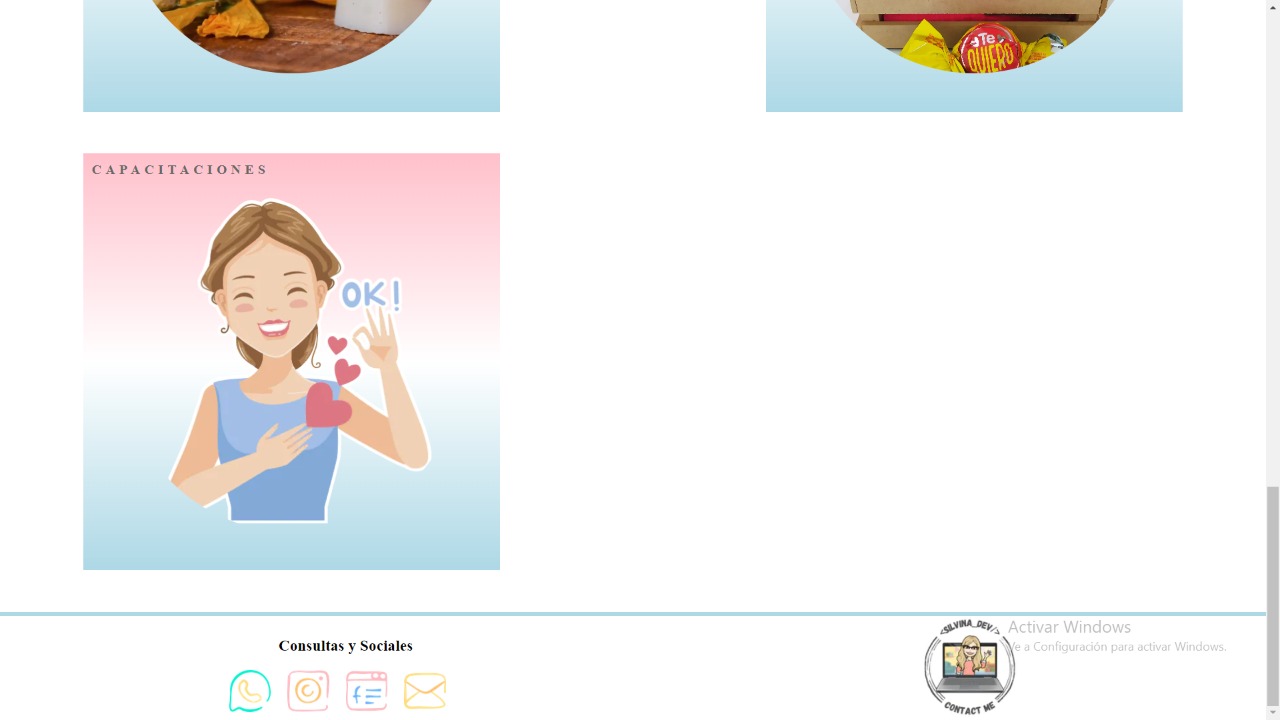 Te
QUIERO
CAPACITACIONES
OK!
Consultas y Sociales
<SILVINA_DEV/>
CONTACT ME
Activar Windows
Ve a Configuración para activar Windows.